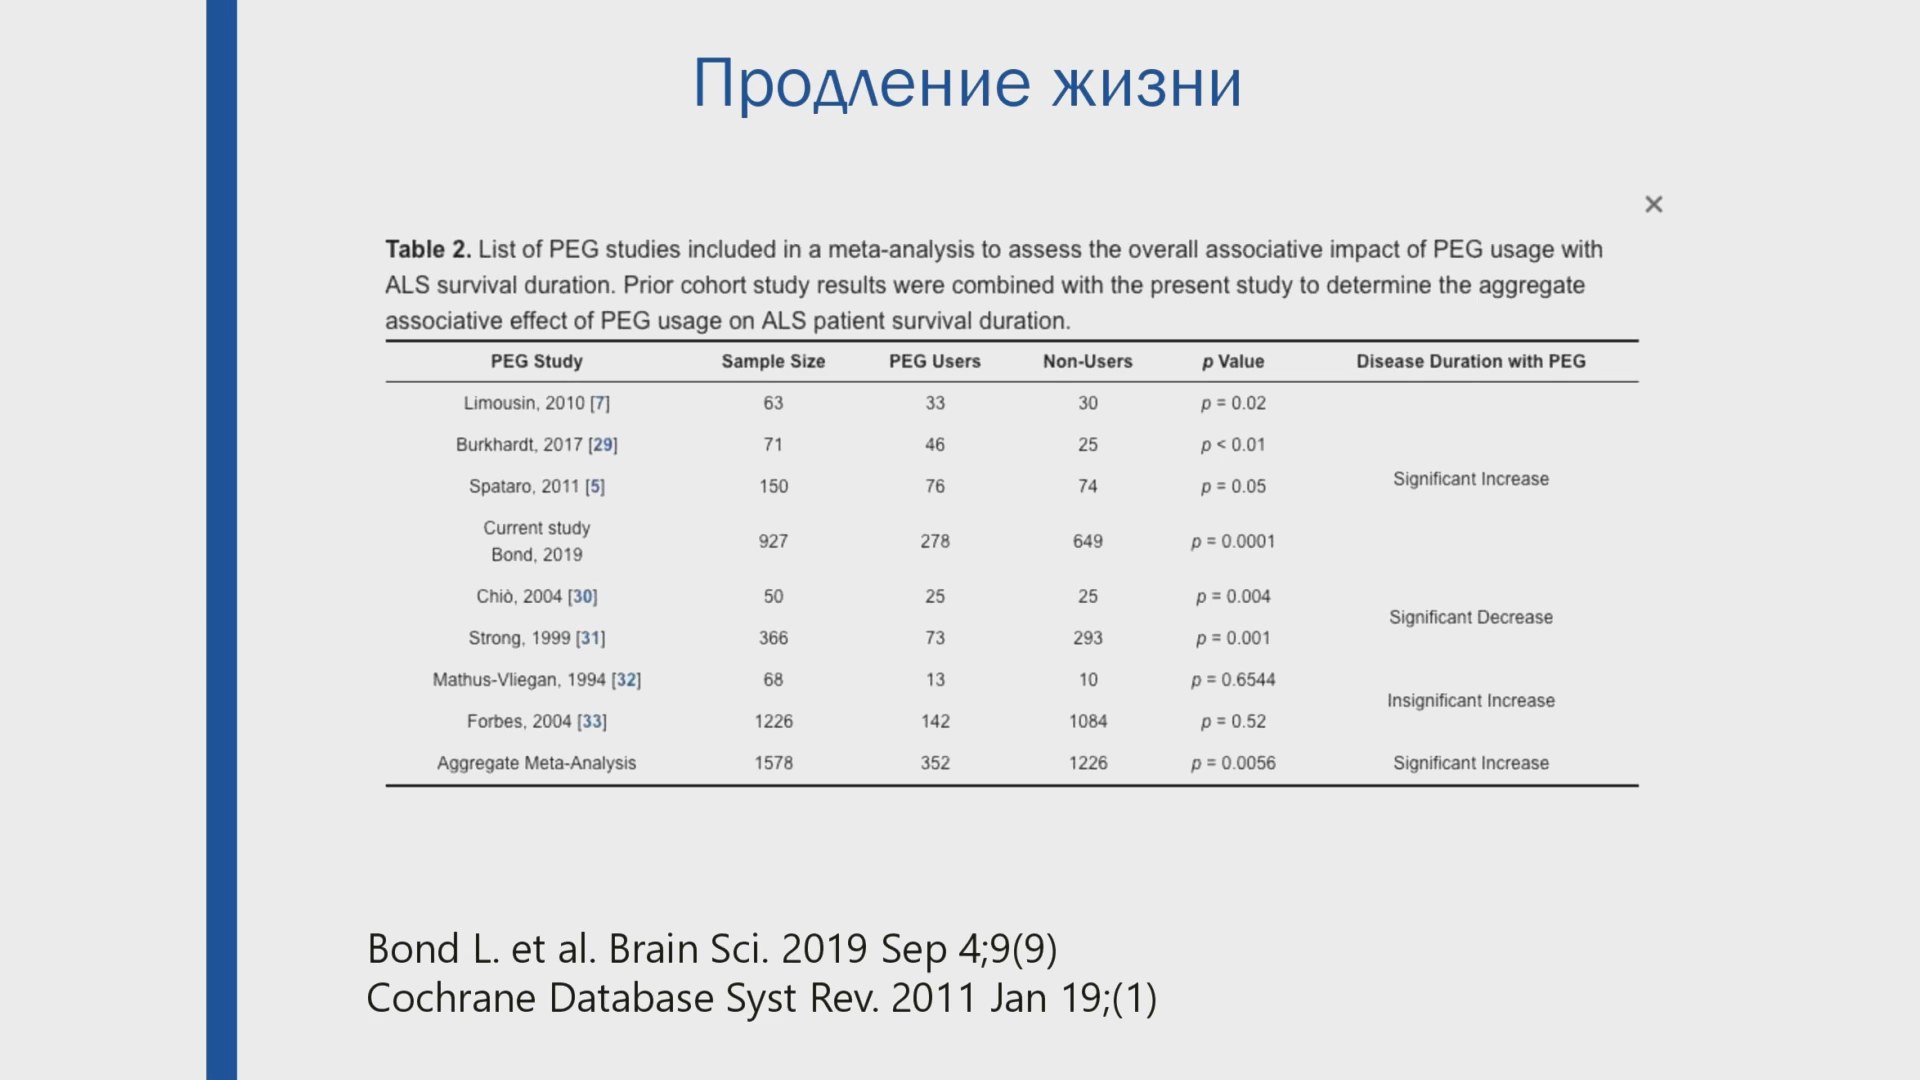 Продление жизни
×
Table 2. List of PEG studies included in a meta-analysis to assess the overall associative impact of PEG usage with
ALS survival duration. Prior cohort study results were combined with the present study to determine the aggregate
associative effect of PEG usage on ALS patient survival duration.
PEG Study Sample Size PEG Users Non-Users p Value Disease Duration with PEG
Limousin, 2010 [7] 63 33 30 p = 0.02
Burkhardt, 2017 [29] 71 46 25 p < 0.01
Significant Increase
Spataro, 2011 [5] 150 76 74 p = 0.05
Current study
Bond, 2019 927 278 649 p = 0.0001
Chiò, 2004 [30] 50 25 25 p = 0.004
Significant Decrease
Strong, 1999 [31] 366 73 293 p = 0.001
Mathus-Vliegan, 1994 [32] 68 13 10 p = 0.6544
Insignificant Increase
Forbes, 2004 [33] 1226 142 1084 p = 0.52
Aggregate Meta-Analysis 1578 352 1226 p = 0.0056 Significant Increase
Bond L. et al. Brain Sci. 2019 Sep 4;9(9)
Cochrane Database Syst Rev. 2011 Jan 19;(1)